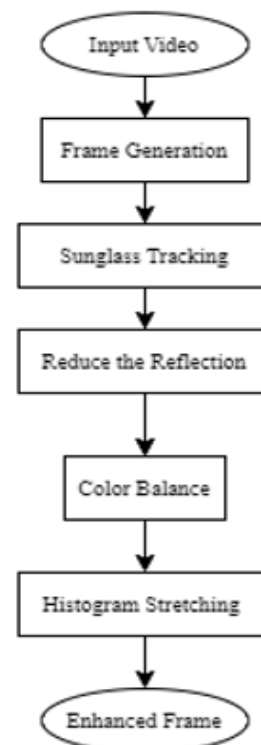 Input Video
Frame Generation
Sunglass Tracking
Reduce the Reflection
Color Balance
Histogram Stretching
Enhanced Frame